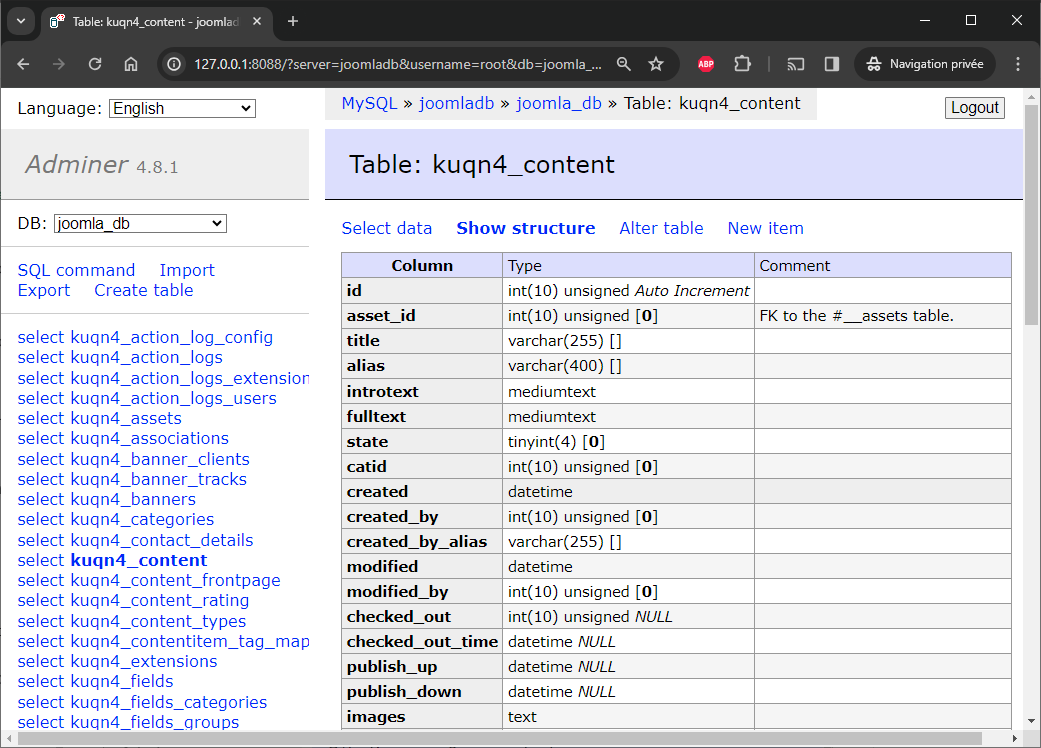 Table: kuqn4_content - joomlad
127.0.0.1:8088/?server=joomladb&username=root&db=joomla_...
ABP
Navigation privée
Language: English
MySQL » joomladb » joomla_db » Table: kuqn4_content
Logout
Adminer 4.8.1
Table: kuqn4_content
DB: joomla_db
Select data Show structure Alter table New item
SQL command Import
Export Create table
select kuqn4_action_log_config
select kuqn4_action_logs
select kuqn4_action_logs_extension
select kuqn4_action_logs_users
select kuqn4_assets
select kuqn4_associations
select kuqn4_banner_clients
select kuqn4_banner_tracks
select kuqn4_banners
select kuqn4_categories
select kuqn4_contact_details
select kuqn4_content
select kuqn4_content_frontpage
select kuqn4_content_rating
select kuqn4_content_types
select kuqn4_contentitem_tag_map
select kuqn4_extensions
select kuqn4_fields
select kuqn4_fields_categories
select kuqn4_fields_groups
Column Type Comment
id int(10) unsigned Auto Increment
asset_id int(10) unsigned [0] FK to the #__assets table.
title varchar(255) []
alias varchar(400) []
introtext mediumtext
fulltext mediumtext
state tinyint(4) [0]
catid int(10) unsigned [0]
created datetime
created_by int(10) unsigned [0]
created_by_alias varchar(255) []
modified datetime
modified_by int(10) unsigned [0]
checked_out int(10) unsigned NULL
checked_out_time datetime NULL
publish_up datetime NULL
publish_down datetime NULL
images text